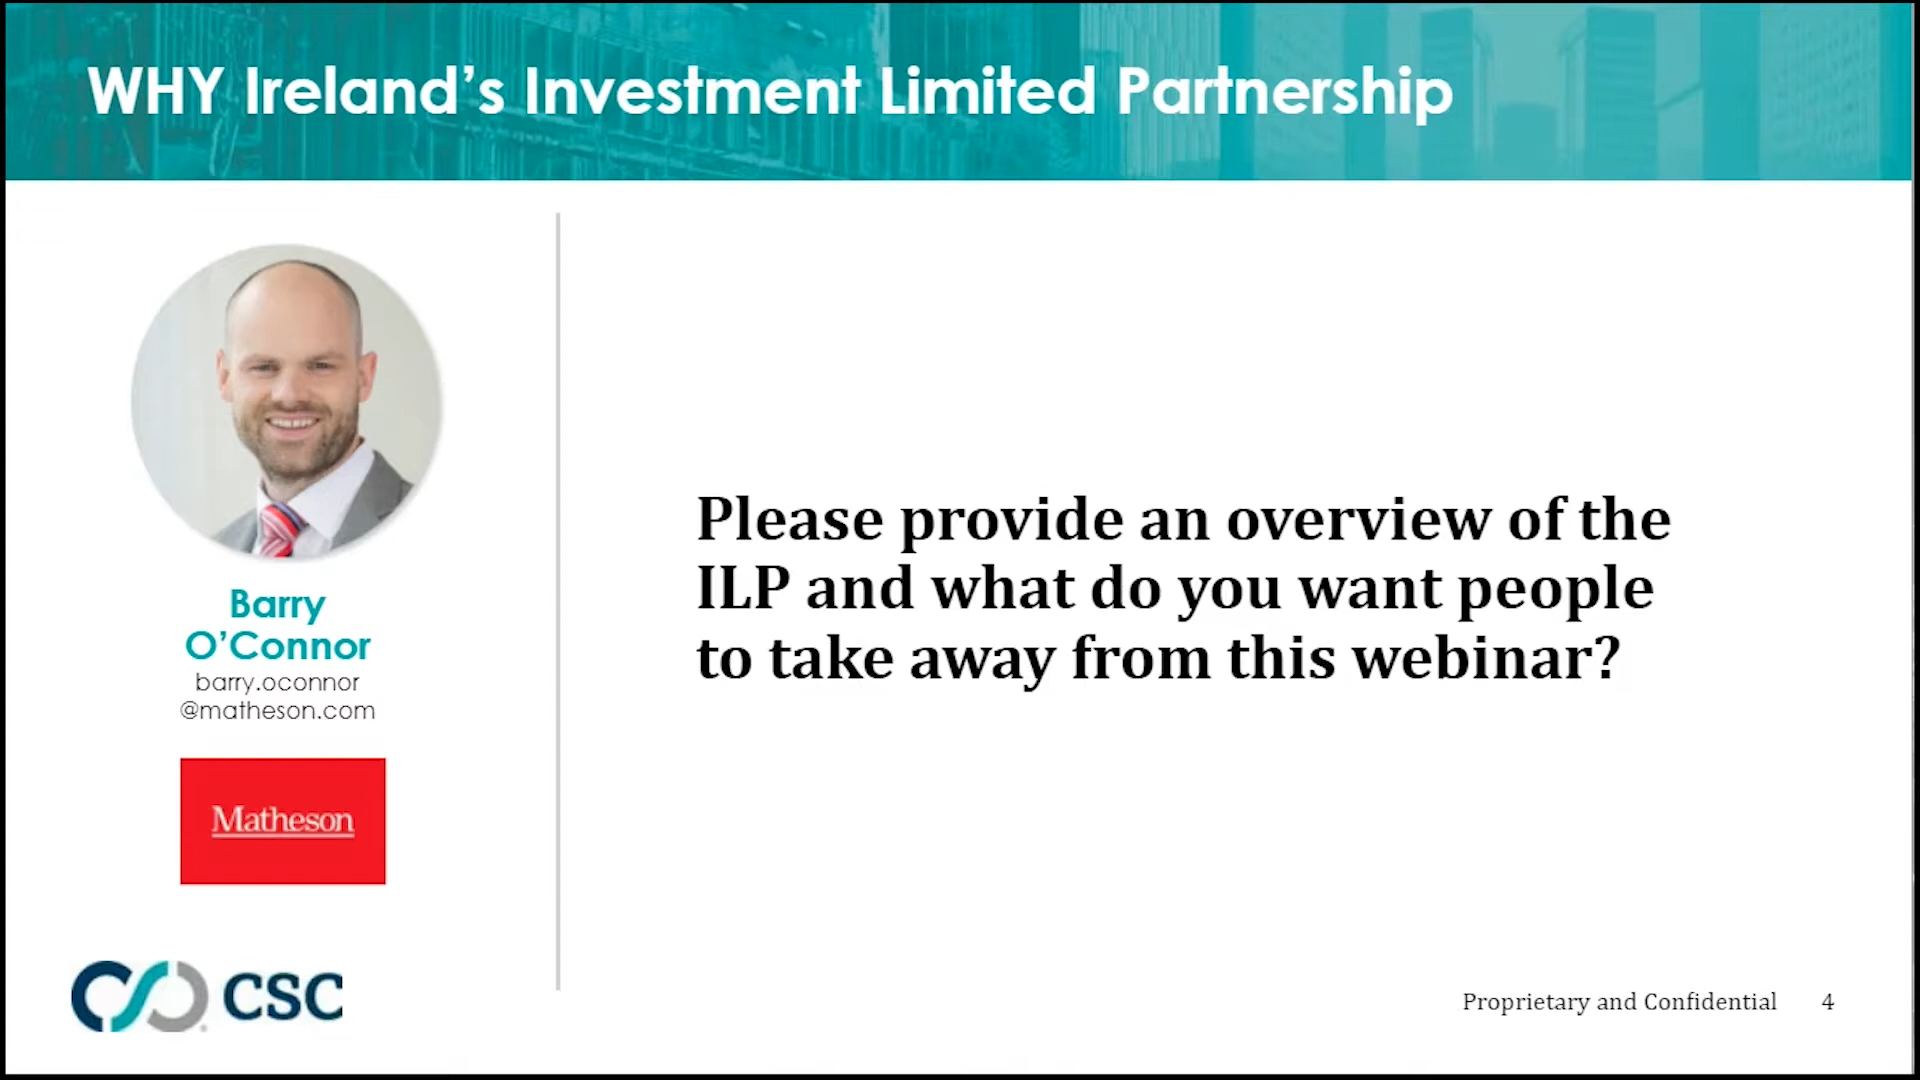 WHY Ireland’s Investment Limited Partnership
Barry
O’Connor
barry.oconnor
@matheson.com
Matheson
CSC
Please provide an overview of the
ILP and what do you want people
to take away from this webinar?
Proprietary and Confidential 4